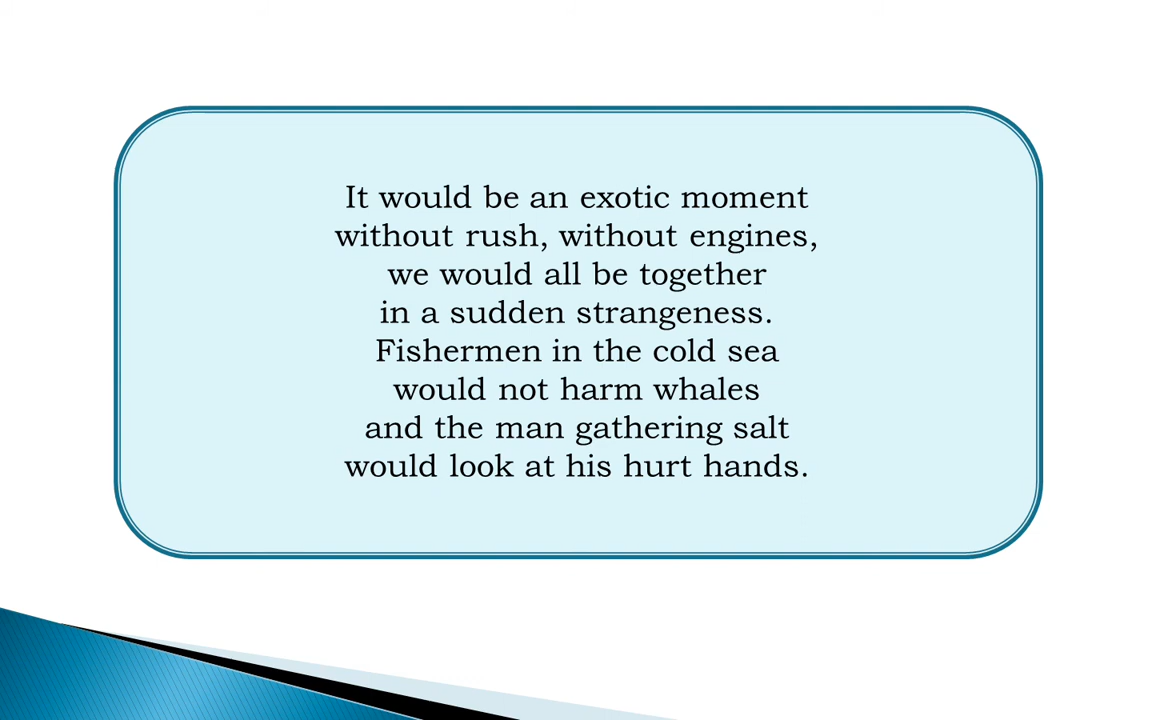 It would be an exotic moment
without rush, without engines,
we would all be together
in a sudden strangeness.
Fishermen in the cold sea
would not harm whales
and the man gathering salt
would look at his hurt hands.